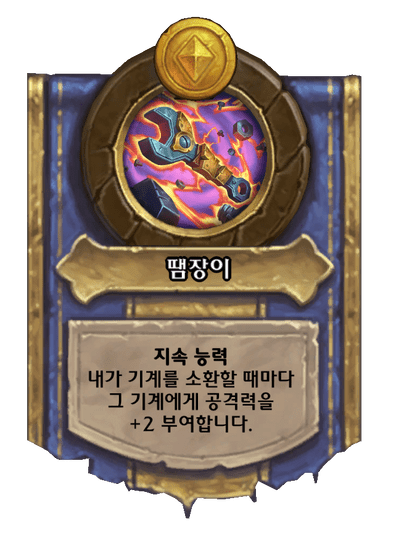 땜장이
지속 능력
내가 기계를 소환할 때마다
그 기계에게 공격력을
+2 부여합니다.